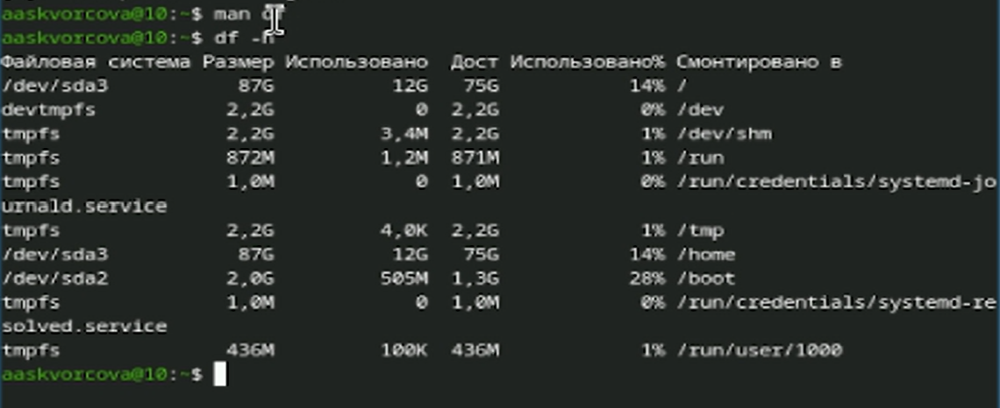 aaskvorcova@10:~$ man df
aaskvorcova@10:~$ df -h
Файловая система Размер Использовано  Дост Использовано% Смонтировано в
/dev/sda3           87G          12G   75G           14% /
devtmpfs           2,2G            0  2,2G            0% /dev
tmpfs              2,2G         3,4M  2,2G            1% /dev/shm
tmpfs              872M         1,2M  871M            1% /run
tmpfs              1,0M            0  1,0M            0% /run/credentials/systemd-jo
urnald.service
tmpfs              2,2G         4,0K  2,2G            1% /tmp
/dev/sda3           87G          12G   75G           14% /home
/dev/sda2          2,0G         505M  1,3G           28% /boot
tmpfs              1,0M            0  1,0M            0% /run/credentials/systemd-re
solved.service
tmpfs              436M         100K  436M            1% /run/user/1000
aaskvorcova@10:~$